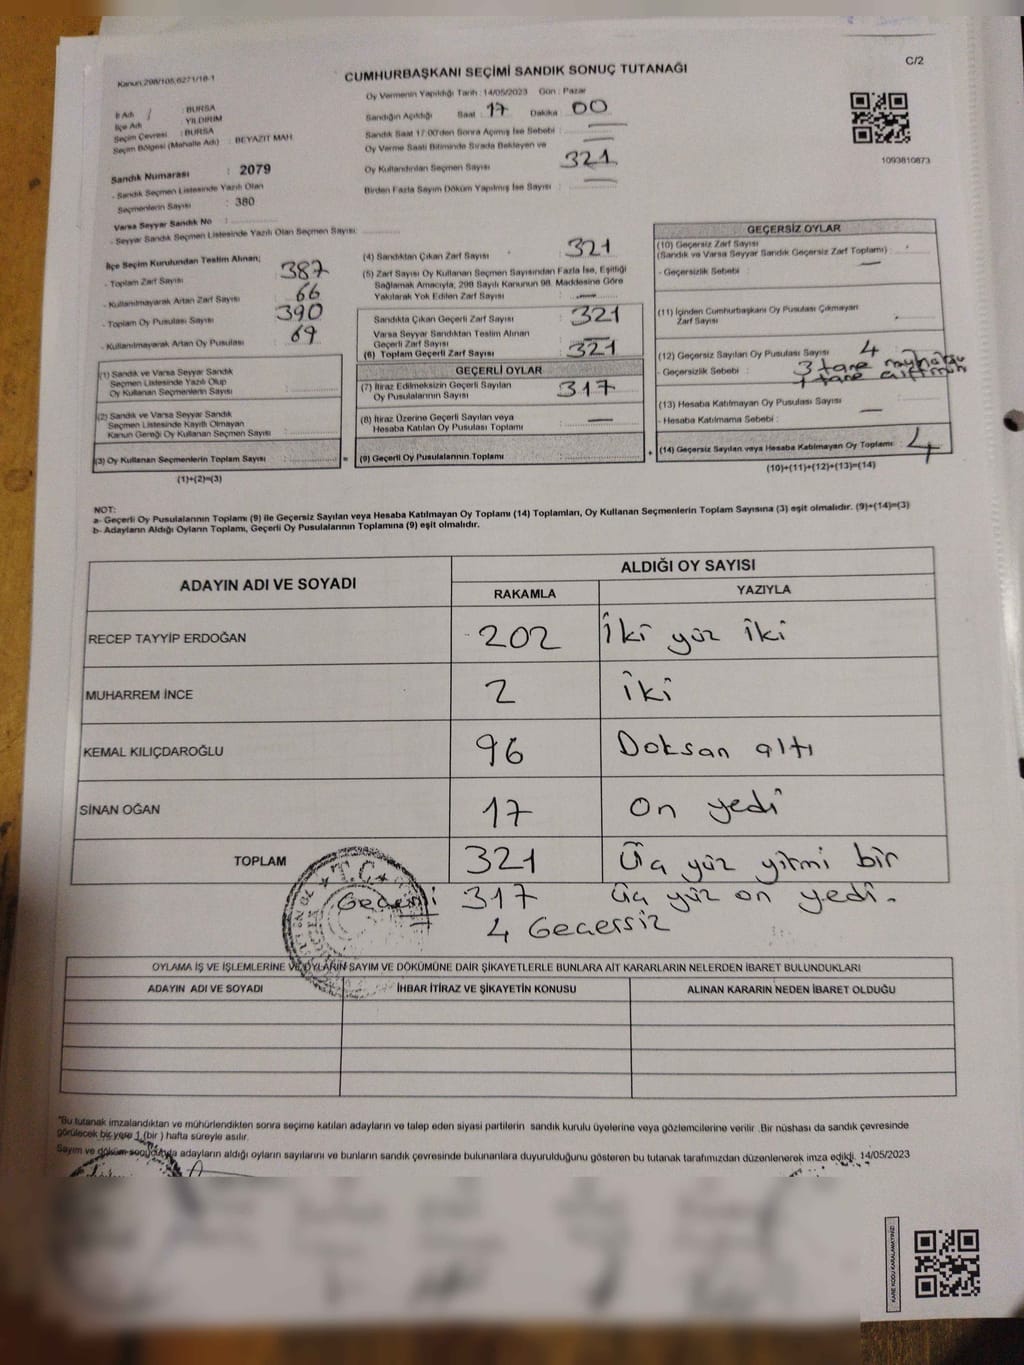 Kanun:298/105,6271/18-1
CUMHURBAŞKANI SEÇİMİ SANDIK SONUÇ TUTANAĞI
C/2
Oy Vermenin Yapıldığı Tarih : 14/05/2023 Gün : Pazar
İl Adı : BURSA
İlçe Adı : YILDIRIM
Seçim Çevresi : BURSA
Seçim Bölgesi (Mahalle Adı) : BEYAZIT MAH
Sandığın Açıldığı Saat : 17 Dakika : 00
Sandık Saat 17:00'den Sonra Açılmış İse Sebebi :
Oy Verme Saati Bitiminde Sırada Bekleyen ve
Oy Kullandırılan Seçmen Sayısı : 321
Birden Fazla Sayım Döküm Yapılmış İse Sayısı :
1093810873
Sandık Numarası : 2079
- Sandık Seçmen Listesinde Yazılı Olan
Seçmenlerin Sayısı : 380
Varsa Seyyar Sandık No :
- Seyyar Sandık Seçmen Listesinde Yazılı Olan Seçmen Sayısı:
İlçe Seçim Kurulundan Teslim Alınan;
- Toplam Zarf Sayısı 387
- Kullanılmayarak Artan Zarf Sayısı 66
- Toplam Oy Pusulası Sayısı 390
- Kullanılmayarak Artan Oy Pusulası 69
(1) Sandık ve Varsa Seyyar Sandık
Seçmen Listesinde Yazılı Olup
Oy Kullanan Seçmenlerin Sayısı :
(2) Sandık ve Varsa Seyyar Sandık
Seçmen Listesinde Kayıtlı Olmayan
Kanun Gereği Oy Kullanan Seçmen Sayısı :
(3) Oy Kullanan Seçmenlerin Toplam Sayısı : =
(1)+(2)=(3)
(4) Sandıktan Çıkan Zarf Sayısı : 321
(5) Zarf Sayısı Oy Kullanan Seçmen Sayısından Fazla İse, Eşitliği
Sağlamak Amacıyla, 298 Sayılı Kanunun 98. Maddesine Göre
Yakılarak Yok Edilen Zarf Sayısı :
Sandıkta Çıkan Geçerli Zarf Sayısı : 321
Varsa Seyyar Sandıktan Teslim Alınan
Geçerli Zarf Sayısı :
(6) Toplam Geçerli Zarf Sayısı : 321
GEÇERLİ OYLAR
(7) İtiraz Edilmeksizin Geçerli Sayılan
Oy Pusulalarının Sayısı : 317
(8) İtiraz Üzerine Geçerli Sayılan veya
Hesaba Katılan Oy Pusulası Toplamı :
(9) Geçerli Oy Pusulalarının Toplamı : +
GEÇERSİZ OYLAR
(10) Geçersiz Zarf Sayısı
(Sandık ve Varsa Seyyar Sandık Geçersiz Zarf Toplamı) :
- Geçersizlik Sebebi :
(11) İçinden Cumhurbaşkanı Oy Pusulası Çıkmayan
Zarf Sayısı :
(12) Geçersiz Sayılan Oy Pusulası Sayısı : 4
- Geçersizlik Sebebi : 3 tane
1 tane
(13) Hesaba Katılmayan Oy Pusulası Sayısı :
- Hesaba Katılmama Sebebi :
(14) Geçersiz Sayılan veya Hesaba Katılmayan Oy Toplamı: 4
(10)+(11)+(12)+(13)=(14)
NOT:
a- Geçerli Oy Pusulalarının Toplamı (9) ile Geçersiz Sayılan veya Hesaba Katılmayan Oy Toplamı (14) Toplamları, Oy Kullanan Seçmenlerin Toplam Sayısına (3) eşit olmalıdır. (9)+(14)=(3)
b- Adayların Aldığı Oyların Toplamı, Geçerli Oy Pusulalarının Toplamına (9) eşit olmalıdır.
ADAYIN ADI VE SOYADI
ALDIĞI OY SAYISI
RAKAMLA YAZIYLA
RECEP TAYYİP ERDOĞAN 202 İki yüz iki
MUHARREM İNCE 2 iki
KEMAL KILIÇDAROĞLU 96 Doksan altı
SİNAN OĞAN 17 on yedi
TOPLAM 321 Üç yüz yirmi bir
Geçerli 317 Üç yüz on yedi.
4 Geçersiz
T.C.
OYLAMA İŞ VE İŞLEMLERİNE VE OYLARIN SAYIM VE DÖKÜMÜNE DAİR ŞİKAYETLERLE BUNLARA AİT KARARLARIN NELERDEN İBARET BULUNDUKLARI
ADAYIN ADI VE SOYADI İHBAR İTİRAZ VE ŞİKAYETİN KONUSU ALINAN KARARIN NEDEN İBARET OLDUĞU
*Bu tutanak imzalandıktan ve mühürlendikten sonra seçime katılan adayların ve talep eden siyasi partilerin sandık kurulu üyelerine veya gözlemcilerine verilir .Bir nüshası da sandık çevresinde
görülecek bir yere 1 (bir ) hafta süreyle asılır.
Sayım ve döküm sonucunda adayların aldığı oyların sayılarını ve bunların sandık çevresinde bulunanlara duyurulduğunu gösteren bu tutanak tarafımızdan düzenlenerek imza edildi. 14/05/2023
KARE KODU KARALAMAYINIZ!